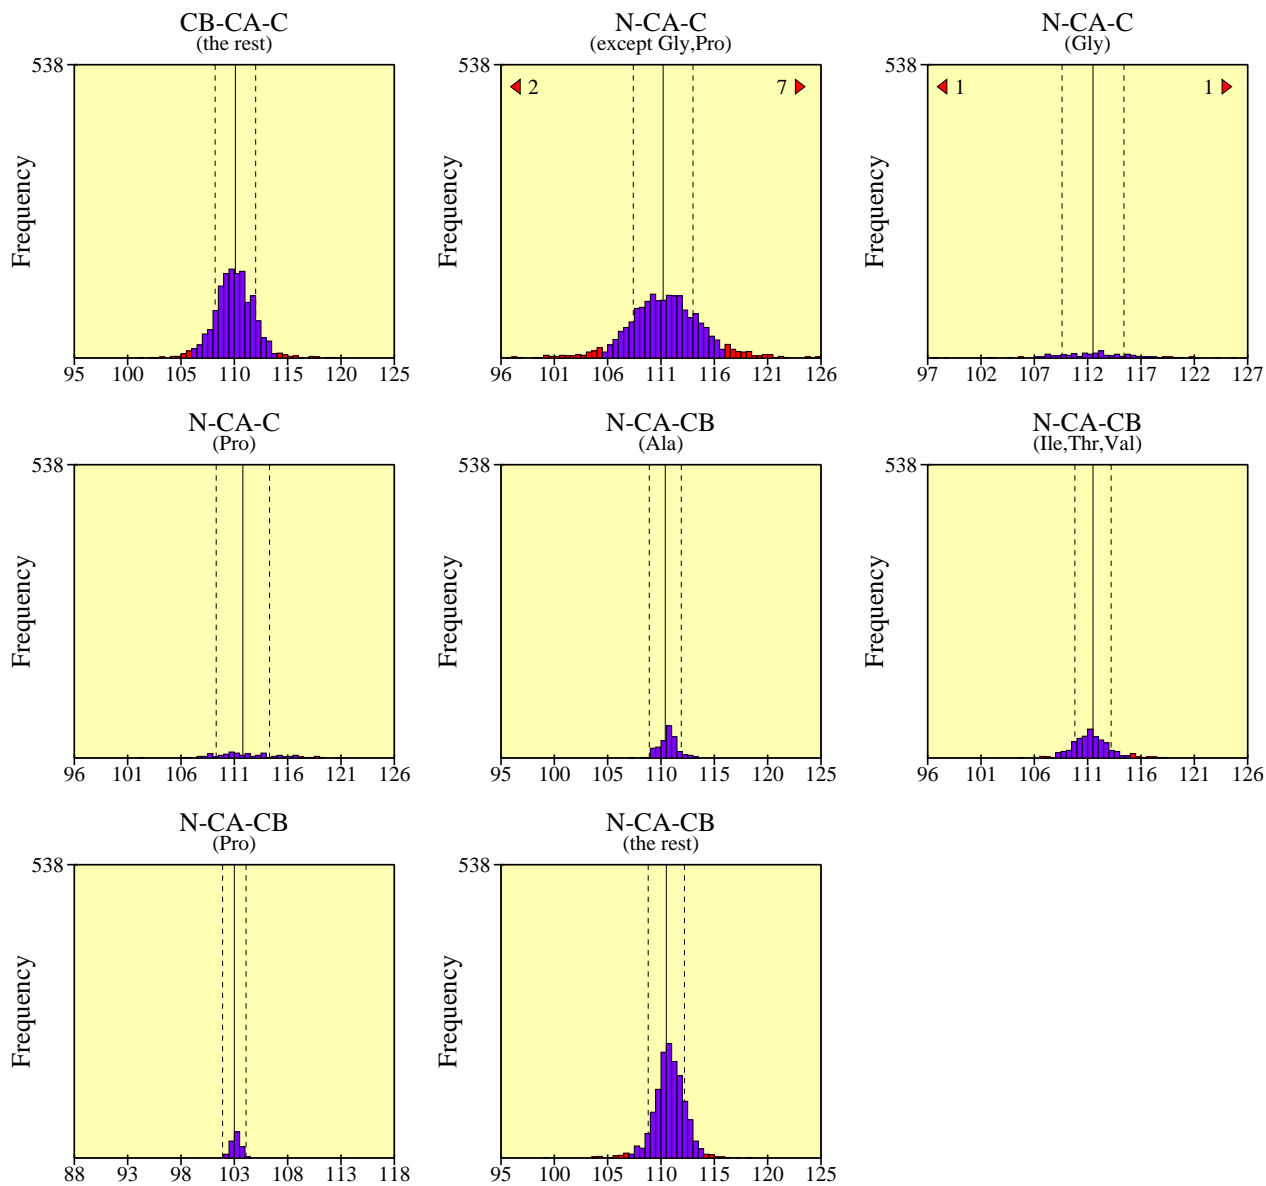 CB-CA-C
(the rest)
538
Frequency
95 100 105 110 115 120 125
N-CA-C
(except Gly,Pro)
538
2 7
Frequency
96 101 106 111 116 121 126
N-CA-C
(Gly)
538
1 1
Frequency
97 102 107 112 117 122 127
N-CA-C
(Pro)
538
Frequency
96 101 106 111 116 121 126
N-CA-CB
(Ala)
538
Frequency
95 100 105 110 115 120 125
N-CA-CB
(Ile,Thr,Val)
538
Frequency
96 101 106 111 116 121 126
N-CA-CB
(Pro)
538
Frequency
88 93 98 103 108 113 118
N-CA-CB
(the rest)
538
Frequency
95 100 105 110 115 120 125